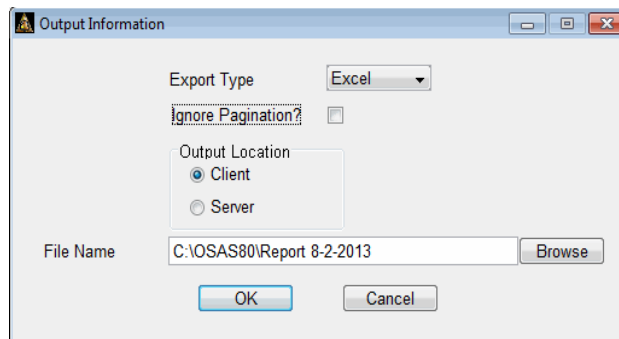 Output Information
Export Type
Excel
Ignore Pagination?
Output Location
Client
Server
File Name
C:\OSAS80\Report 8-2-2013
Browse
OK
Cancel